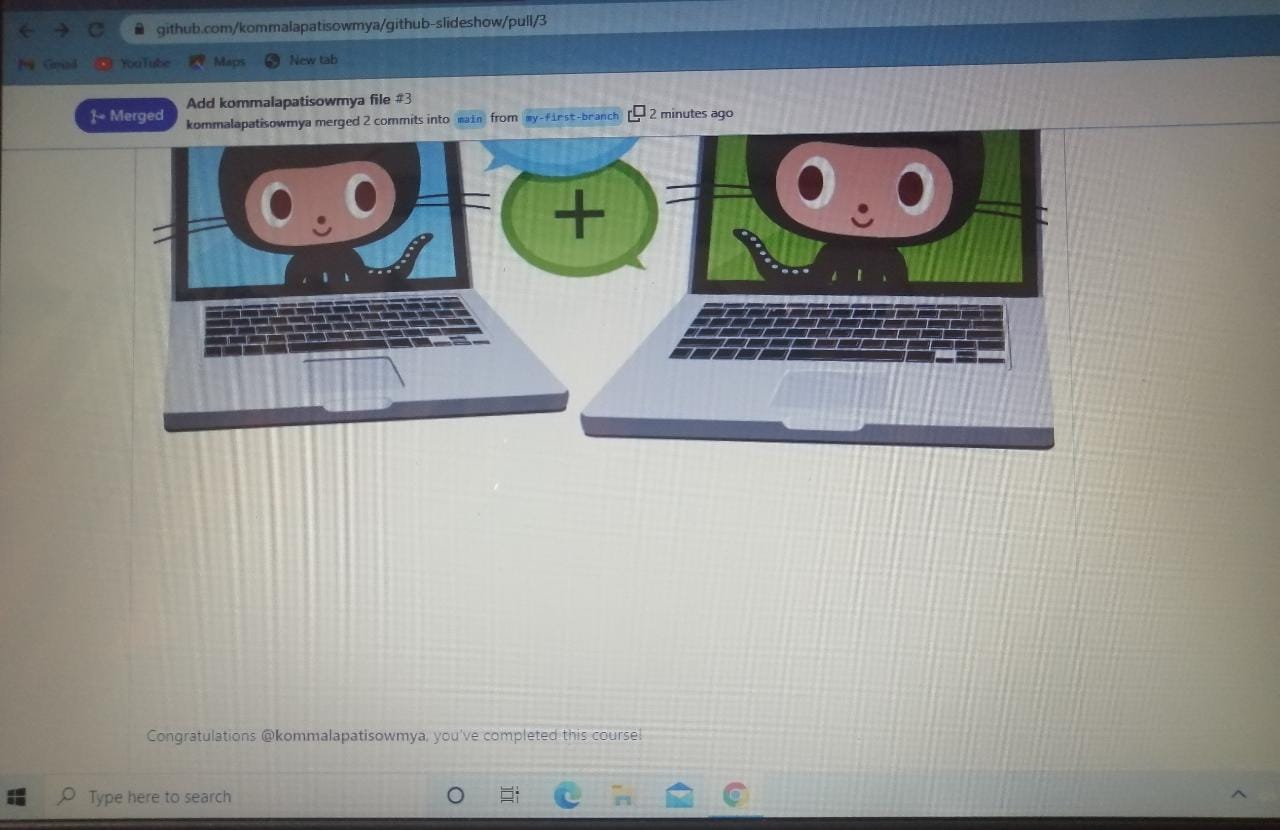 github.com/kommalapatisowmya/github-slideshow/pull/3
Gmail YouTube Maps New tab
Merged
Add kommalapatisowmya file #3
kommalapatisowmya merged 2 commits into main from my-first-branch 2 minutes ago
+
Congratulations @kommalapatisowmya, you've completed this course!
Type here to search